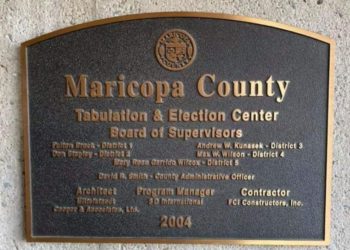 Maricopa County
Tabulation & Election Center
Board of Supervisors
Fulton Brock - District 1 Andrew W. Kunasek - District 3
Don Stapley - District 2 Max W. Wilson - District 4
Mary Rose Garrido Wilcox - District 5
David R. Smith - County Administrative Officer
Architect Program Manager Contractor
3D International FCI Constructors, Inc.
& Associates, Ltd.
2004